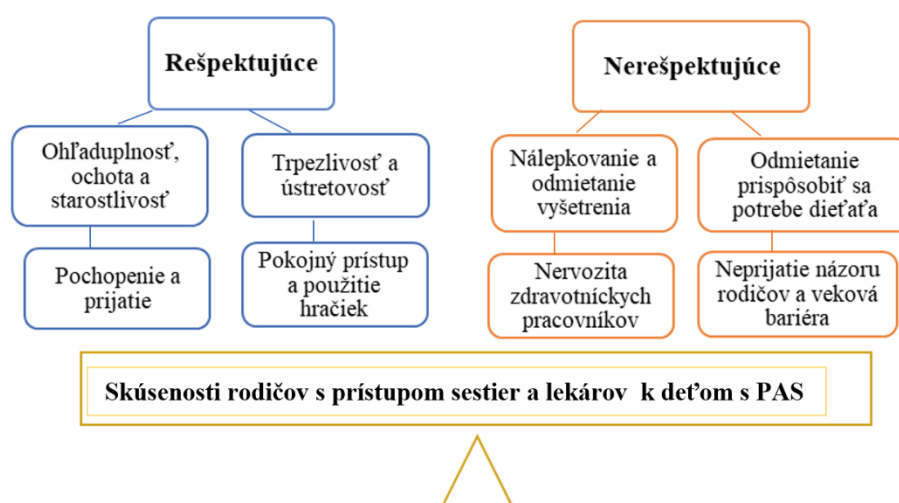 Rešpektujúce
Nerešpektujúce
Ohľaduplnosť,
ochota a
starostlivosť
Trpezlivosť a
ústretovosť
Nálepkovanie a
odmietanie
vyšetrenia
Odmietanie
prispôsobiť sa
potrebe dieťaťa
Pochopenie a
prijatie
Pokojný prístup
a použitie
hračiek
Nervozita
zdravotníckych
pracovníkov
Neprijatie názoru
rodičov a veková
bariéra
Skúsenosti rodičov s prístupom sestier a lekárov k deťom s PAS